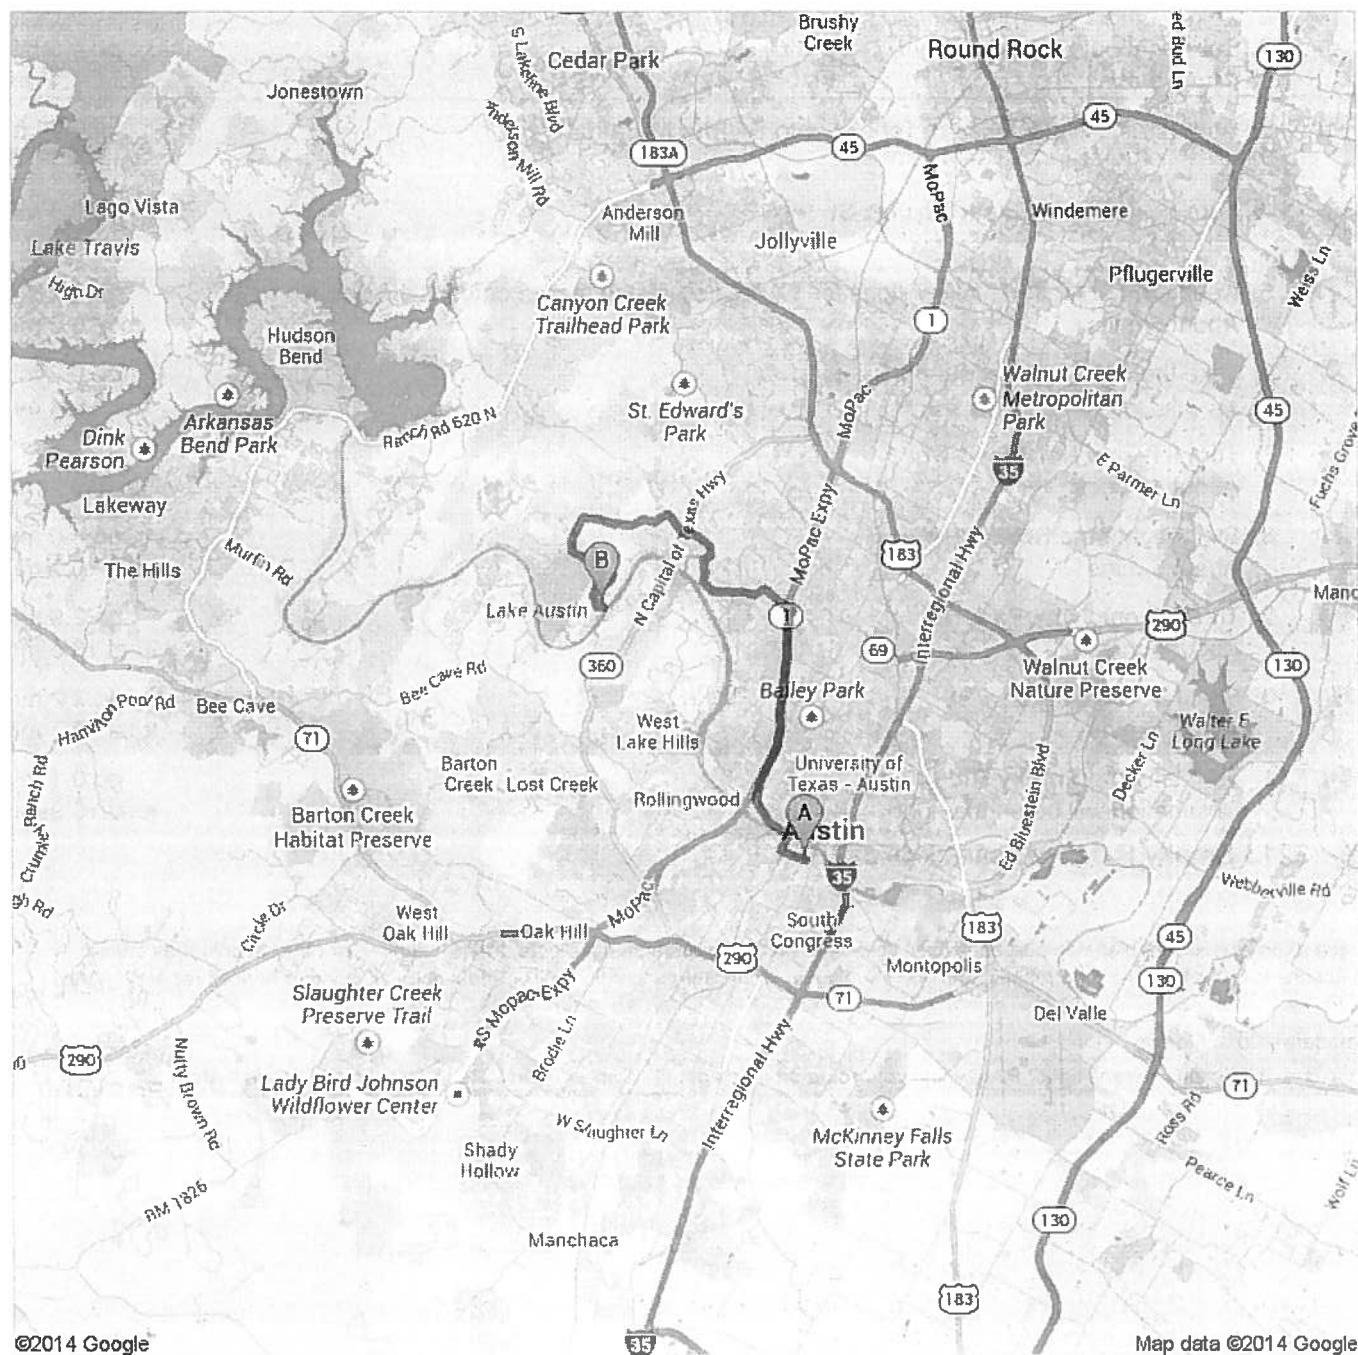 Brushy
Creek
Round Rock
Cedar Park
S Lakeline Blvd
130
Jonestown
Anderson Mill Rd
45
45
183A
MoPac
Lago Vista
Anderson
Mill
Windemere
Lake Travis
Jollyville
High Dr
Pflugerville
Weiss Ln
Canyon Creek
Trailhead Park
1
Hudson
Bend
Walnut Creek
Metropolitan
Park
St. Edward's
Park
MoPac
45
Arkansas
Bend Park
Dink
Pearson
Ranch Rd 620 N
35
E Parmer Ln
Fuchs Grove
Lakeway
N Capital of Texas Hwy
MoPac Expy
183
Murfin Rd
The Hills
B
Interregional Hwy
Lake Austin
1
290
69
360
Walnut Creek
Nature Preserve
130
Bee Cave Rd
Bailey Park
Hamilton Pool Rd
Bee Cave
71
West
Lake Hills
Walter E
Long Lake
Decker Ln
Ranch Rd
Barton
Creek
Lost Creek
University of
Texas - Austin
Ed Bluestein Blvd
Rollingwood
Barton Creek
Habitat Preserve
A
Austin
35
Webberville Rd
MoPac
Circle Dr
West
Oak Hill
Oak Hill
South
Congress
183
45
290
Montopolis
130
Slaughter Creek
Preserve Trail
S Mopac Expy
71
Del Valle
Brodie Ln
290
Nutty Brown Rd
Lady Bird Johnson
Wildflower Center
Interregional Hwy
71
Ross Rd
W Slaughter Ln
McKinney Falls
State Park
Shady
Hollow
Pearce Ln
Wolf Ln
RM 1826
130
Manchaca
183
35
©2014 Google
Map data ©2014 Google